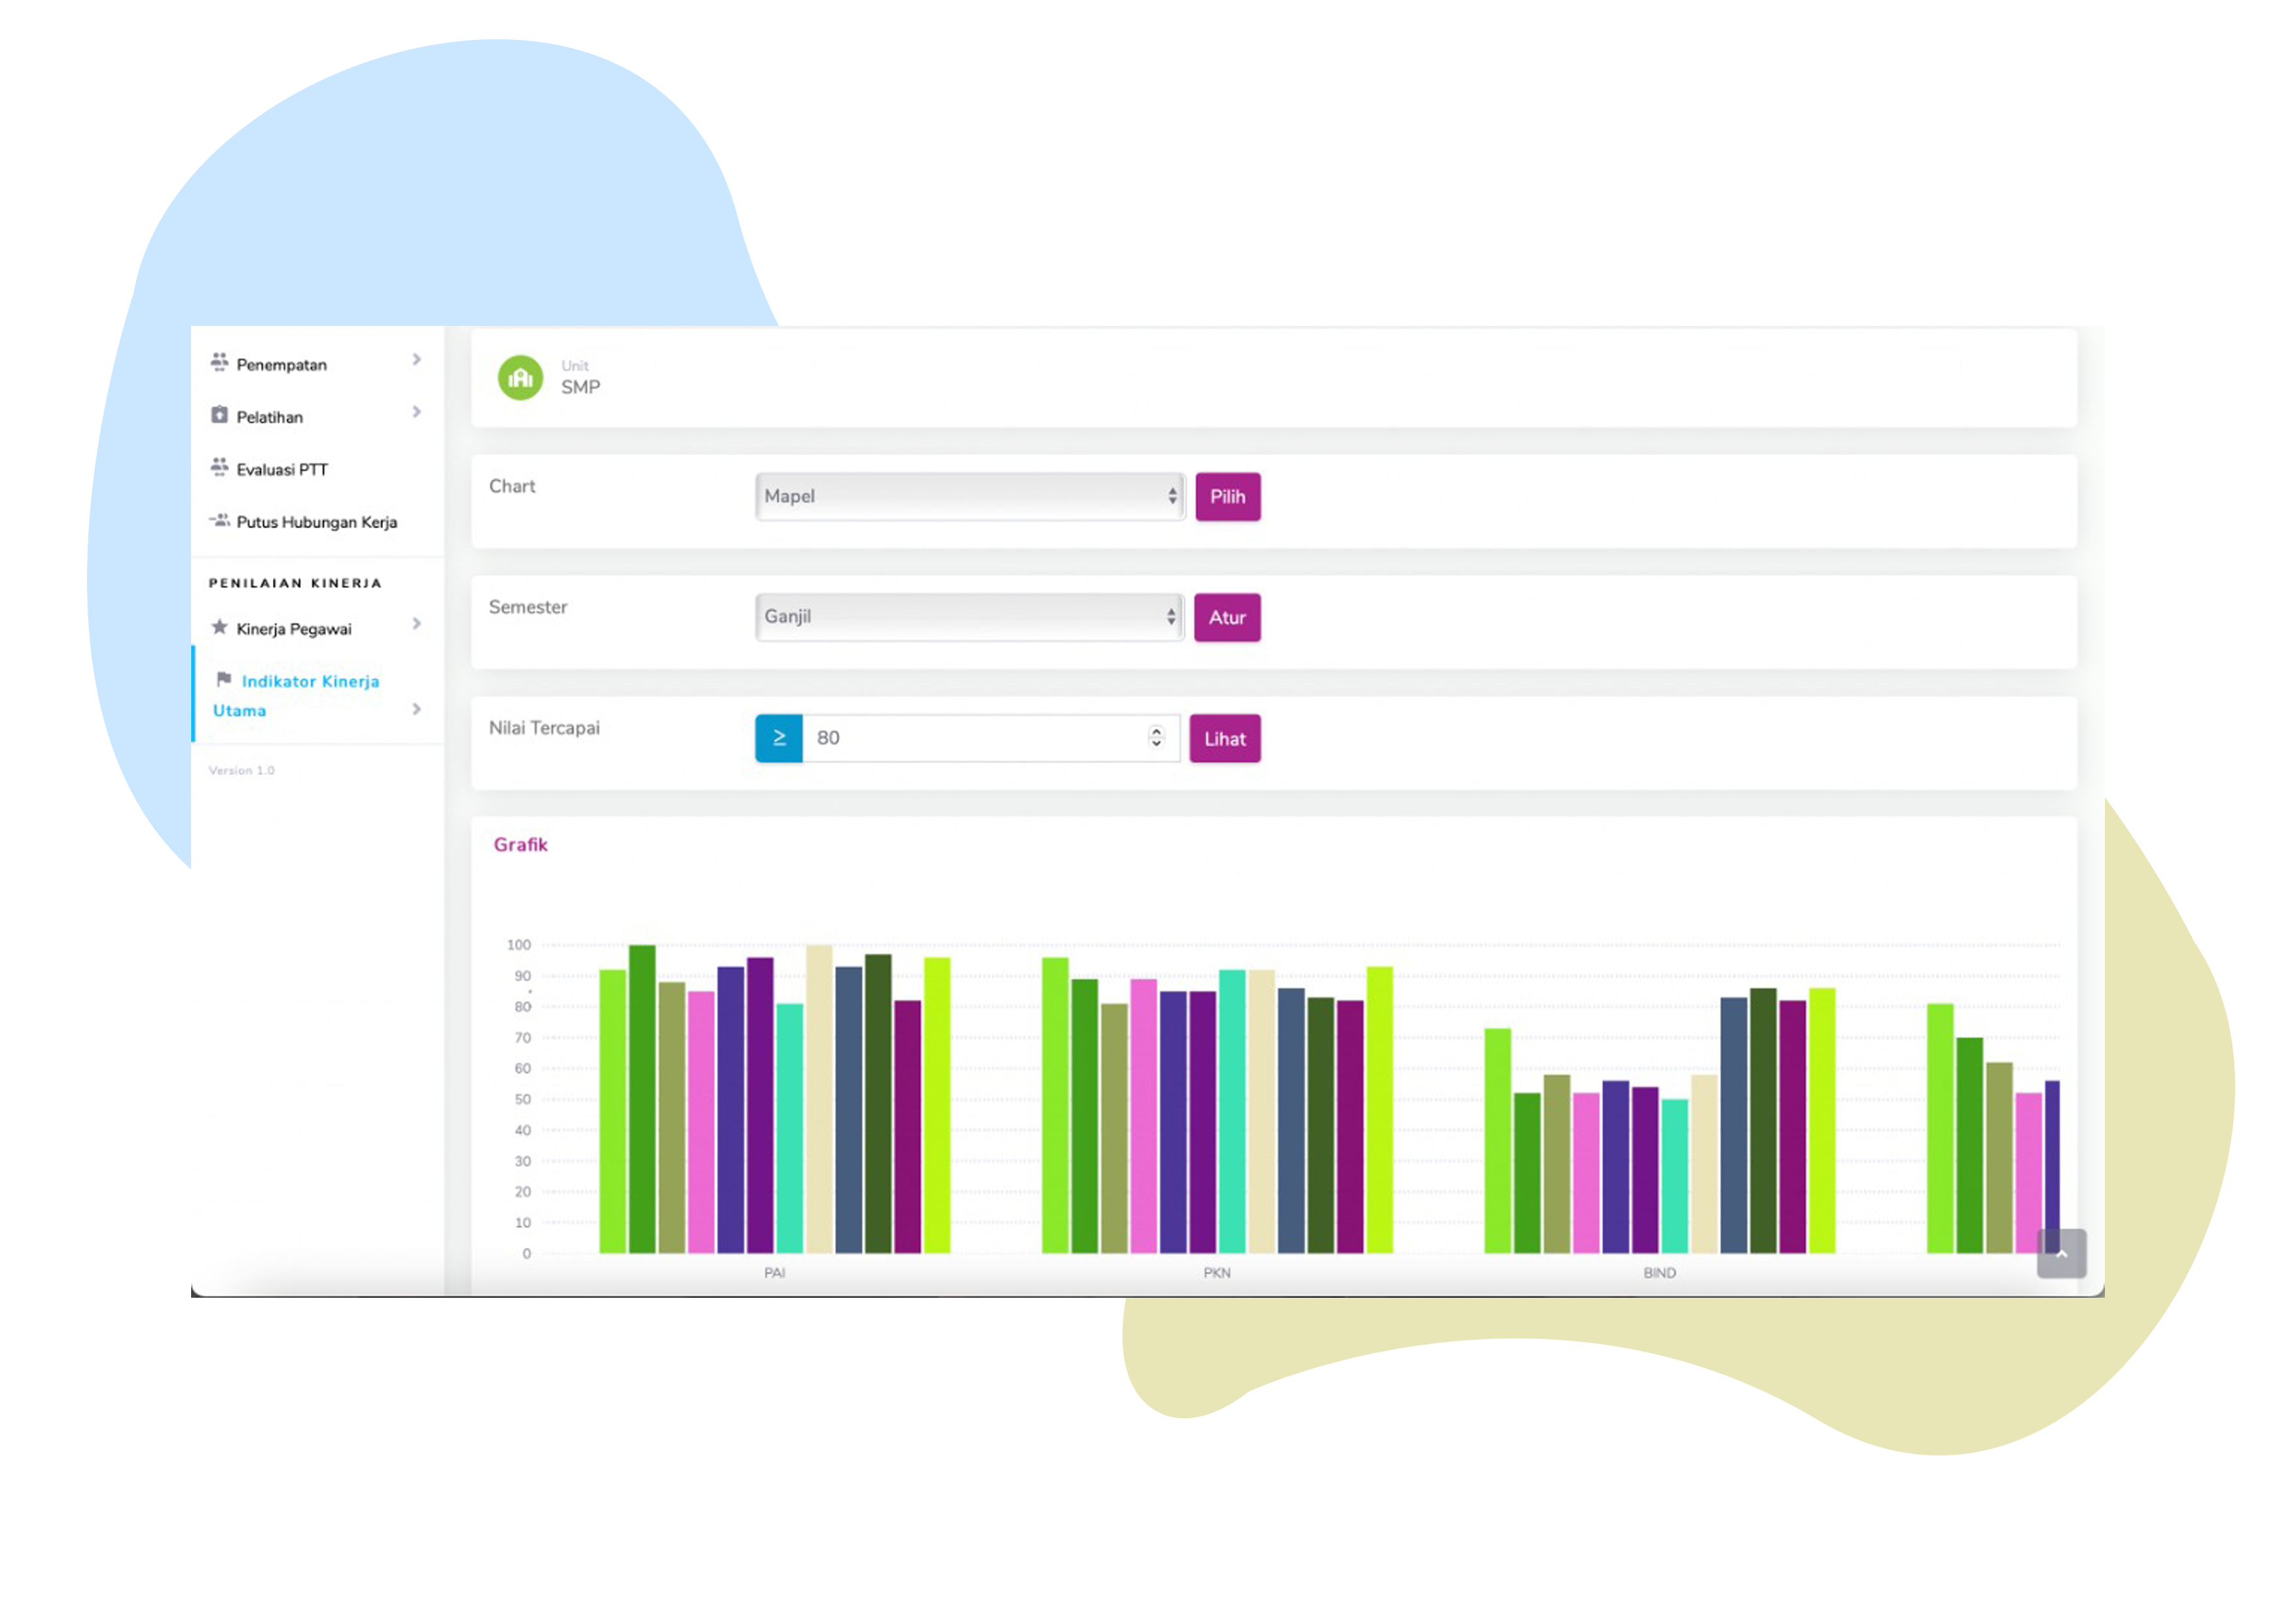 Penempatan
Pelatihan
Evaluasi PTT
Putus Hubungan Kerja
PENILAIAN KINERJA
Kinerja Pegawai
Indikator Kinerja
Utama
Version 1.0
Unit
SMP
Chart
Mapel
Pilih
Semester
Ganjil
Atur
Nilai Tercapai
≥ 80
Lihat
Grafik
100
90
80
70
60
50
40
30
20
10
0
PAI
PKN
BIND